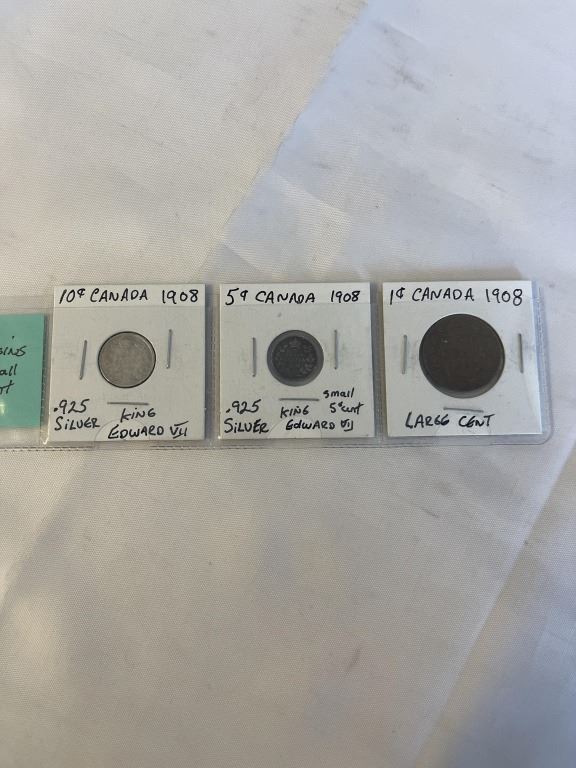 10¢ CANADA 1908
.925 SILVER
KING EDWARD VII
5¢ CANADA 1908
.925 SILVER
KING EDWARD VII
small 5¢ent
1¢ CANADA 1908
LARGE CENT